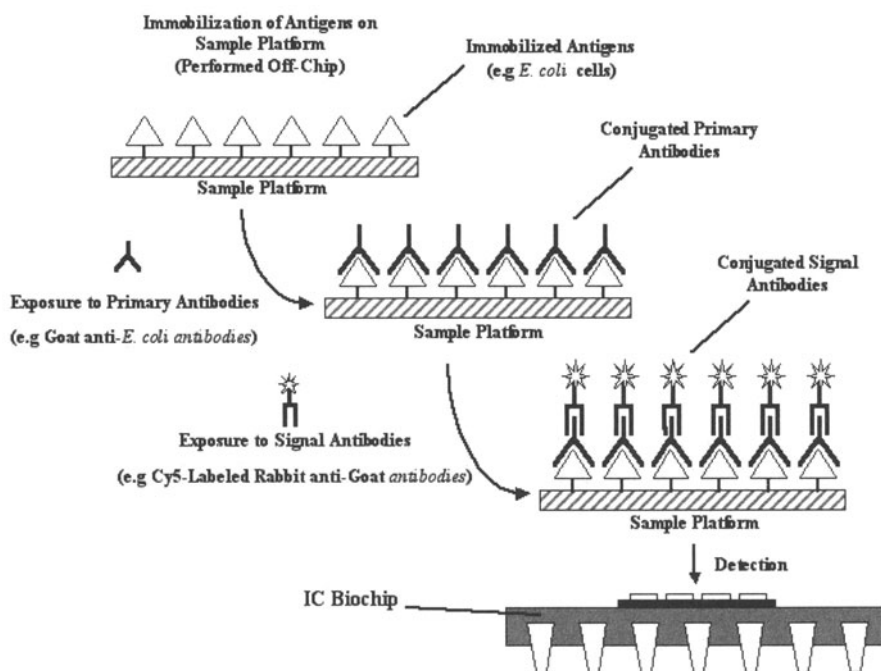 Immobilization of Antigens on
Sample Platform
(Performed Off-Chip)
Immobilized Antigens
(e.g E. coli cells)
Sample Platform
Conjugated Primary
Antibodies
Exposure to Primary Antibodies
(e.g Goat anti-E. coli antibodies)
Sample Platform
Conjugated Signal
Antibodies
Exposure to Signal Antibodies
(e.g Cy5-Labeled Rabbit anti-Goat antibodies)
Sample Platform
Detection
IC Biochip